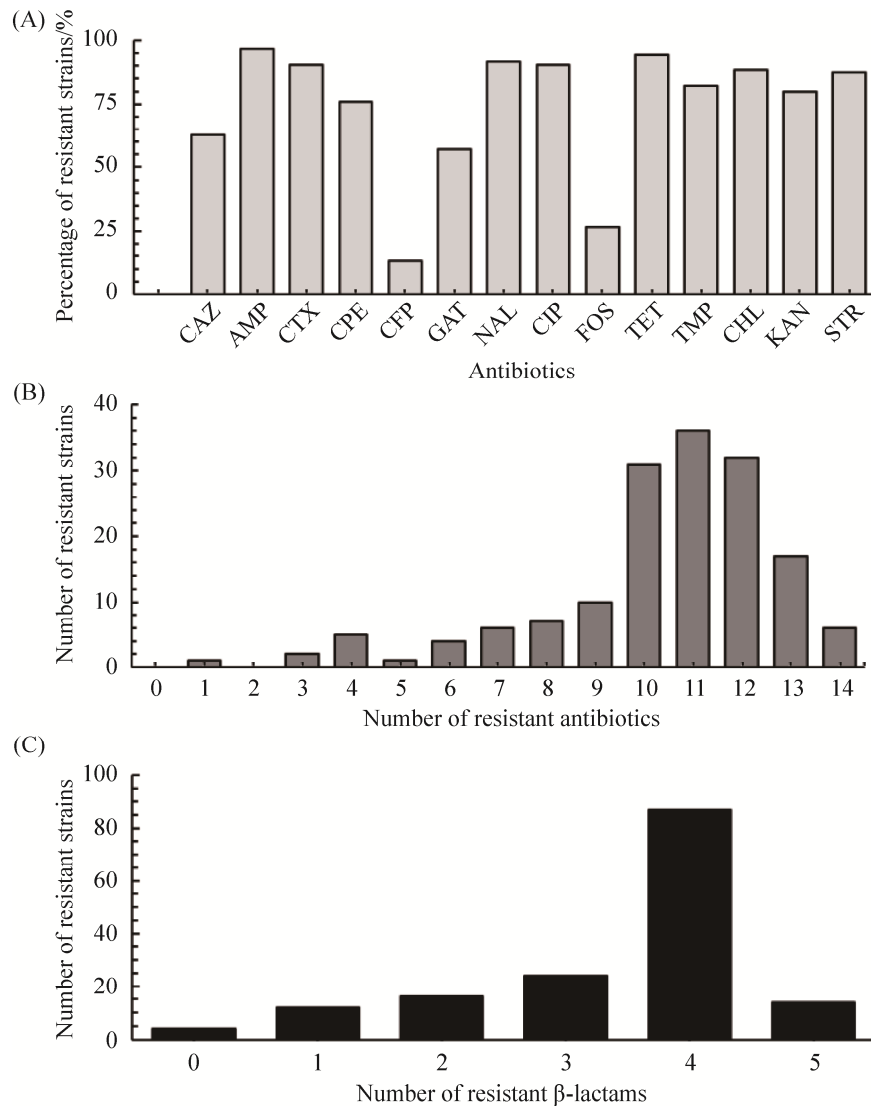 (A)
Percentage of resistant strains/%
100
75
50
25
0
CAZ AMP CTX CPE CFP GAT NAL CIP FOS TET TMP CHL KAN STR
Antibiotics
(B)
Number of resistant strains
40
30
20
10
0
0 1 2 3 4 5 6 7 8 9 10 11 12 13 14
Number of resistant antibiotics
(C)
Number of resistant strains
100
80
60
40
20
0
0 1 2 3 4 5
Number of resistant β-lactams